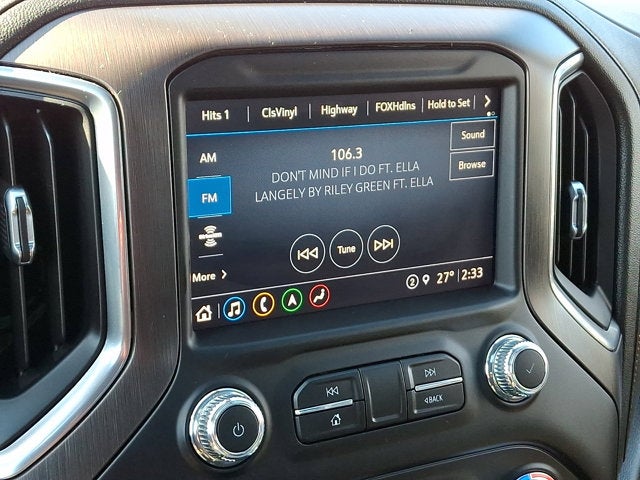 Hits 1 ClsVinyl Highway FOXHdlns Hold to Set
AM
106.3
Sound
DON'T MIND IF I DO FT. ELLA
LANGELY BY RILEY GREEN FT. ELLA
Browse
FM
Tune
More
2 27° 2:33
BACK